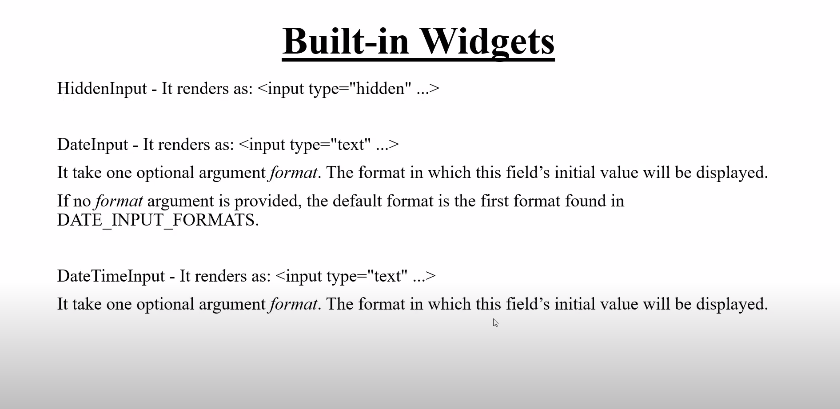 Built-in Widgets
HiddenInput - It renders as: <input type="hidden" ...>
DateInput - It renders as: <input type="text" ...>
It take one optional argument format. The format in which this field’s initial value will be displayed.
If no format argument is provided, the default format is the first format found in
DATE_INPUT_FORMATS.
DateTimeInput - It renders as: <input type="text" ...>
It take one optional argument format. The format in which this field’s initial value will be displayed.